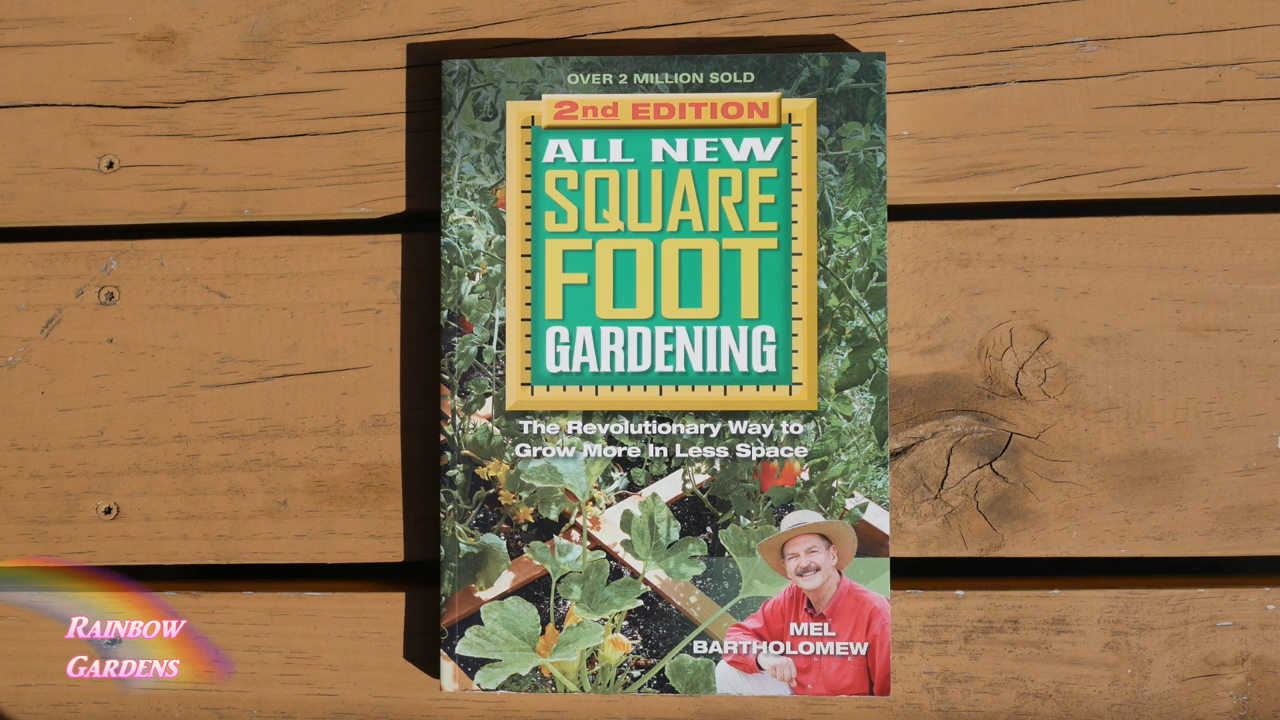 OVER 2 MILLION SOLD
2nd EDITION
ALL NEW
SQUARE
FOOT
GARDENING
The Revolutionary Way to
Grow More In Less Space
MEL
BARTHOLOMEW
RAINBOW
GARDENS